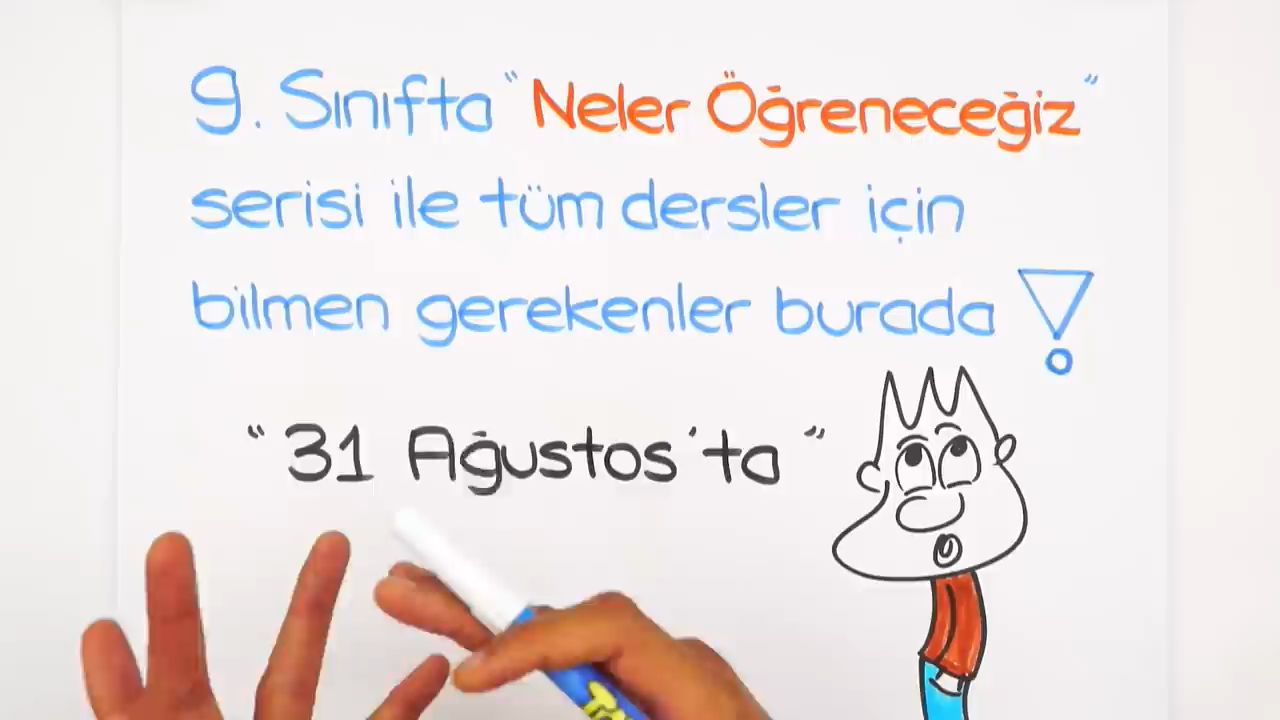 9. Sınıfta “Neler Öğreneceğiz”
serisi ile tüm dersler için
bilmen gerekenler burada !
“31 Ağustos'ta”